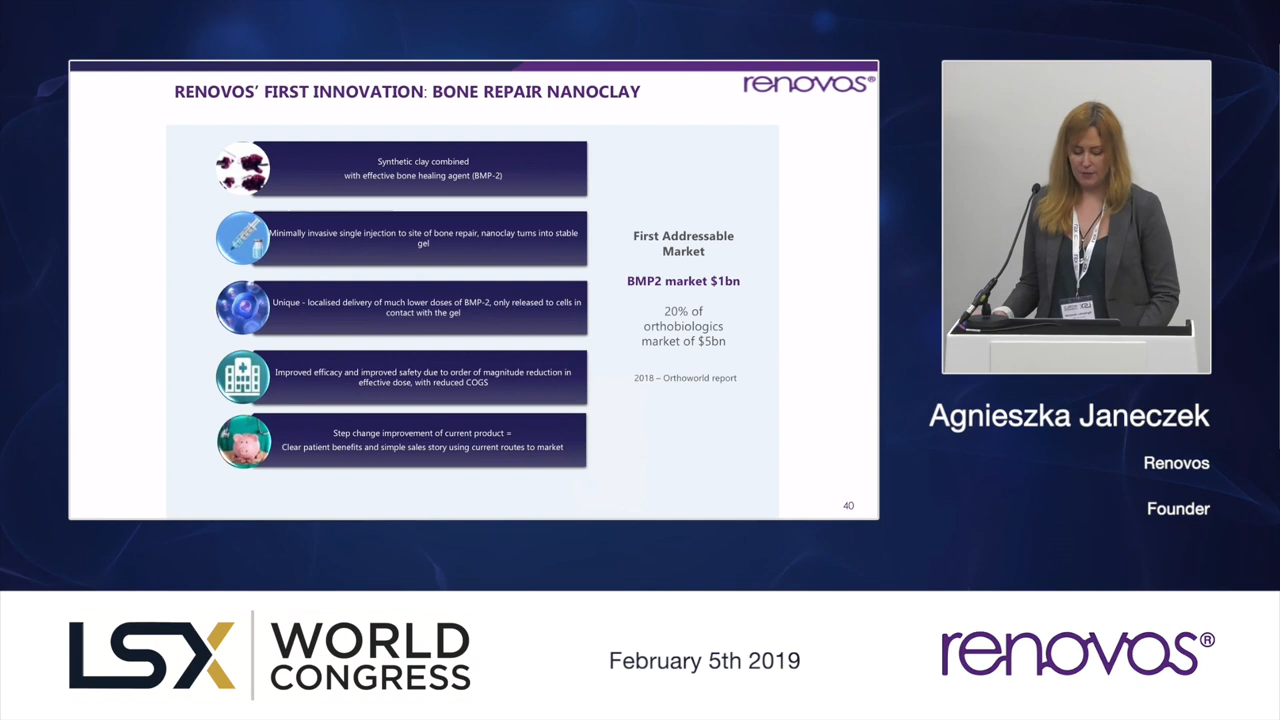 RENOVOS' FIRST INNOVATION: BONE REPAIR NANOCLAY
renovos®
Synthetic clay combined
with effective bone healing agent (BMP-2)
Minimally invasive single injection to site of bone repair, nanoclay turns into stable
gel
Unique - localised delivery of much lower doses of BMP-2, only released to cells in
contact with the gel
Improved efficacy and improved safety due to order of magnitude reduction in
effective dose, with reduced COGS
Step change improvement of current product =
Clear patient benefits and simple sales story using current routes to market
First Addressable
Market
BMP2 market $1bn
20% of
orthobiologics
market of $5bn
2018 – Orthoworld report
40
Agnieszka Janeczek
Renovos
Founder
LSX
WORLD
CONGRESS
February 5th 2019
renovos®